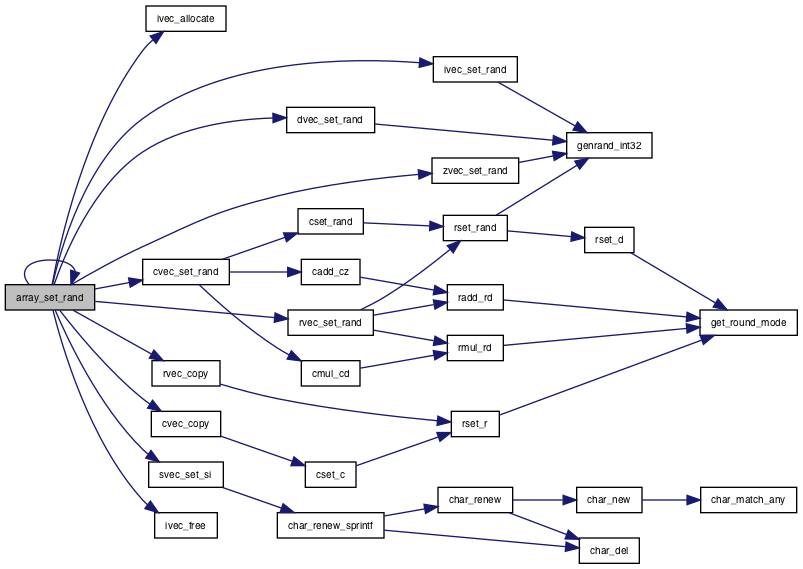 ivec_allocate
ivec_set_rand
dvec_set_rand
genrand_int32
zvec_set_rand
cset_rand
rset_rand
rset_d
cvec_set_rand
cadd_cz
array_set_rand
radd_rd
rvec_set_rand
get_round_mode
rmul_rd
rvec_copy
cmul_cd
cvec_copy
rset_r
svec_set_si
cset_c
char_renew
char_new
char_match_any
ivec_free
char_renew_sprintf
char_del